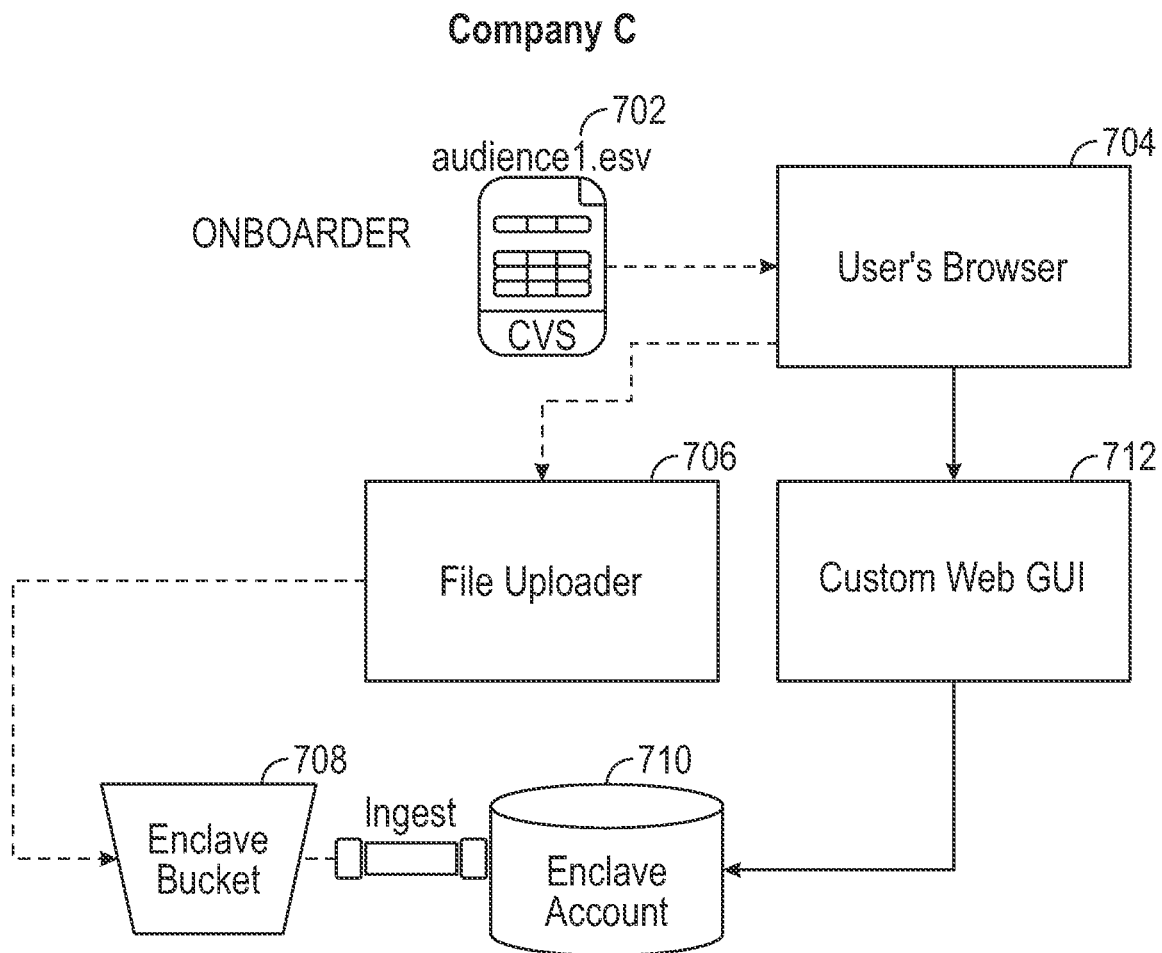 Company C
702
audience1.esv
704
ONBOARDER
User's Browser
CVS
706
712
File Uploader
Custom Web GUI
708
710
Ingest
Enclave
Bucket
Enclave
Account